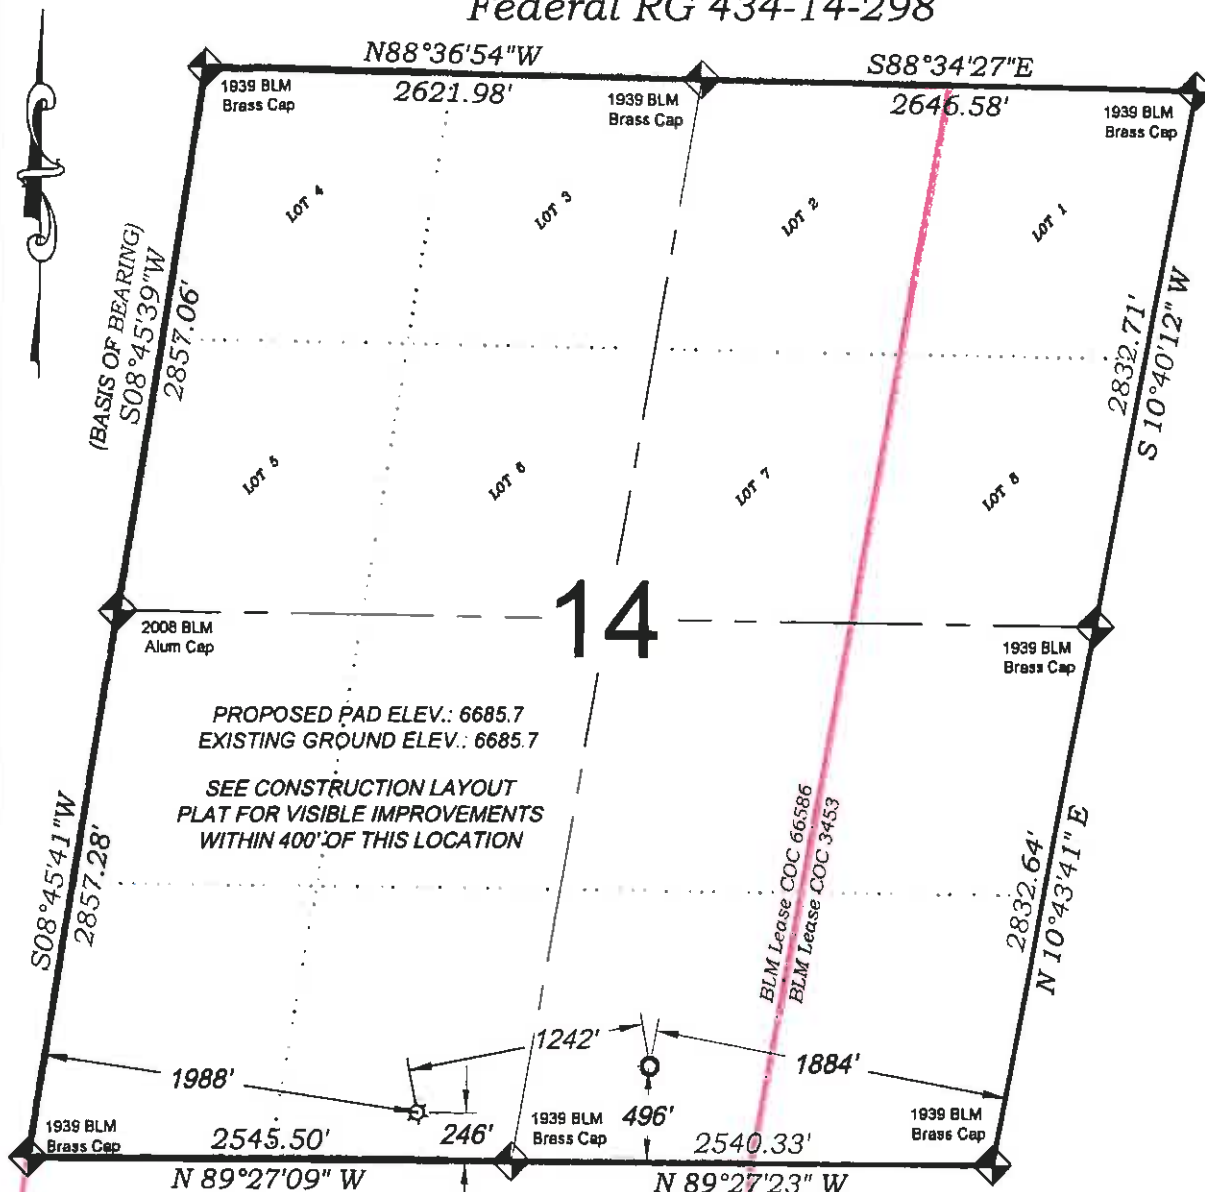 Federal RG 434-14-298
N88°36'54"W
S88°34'27"E
2621.98'
2646.58'
1939 BLM
Brass Cap
1939 BLM
Brass Cap
1939 BLM
Brass Cap
LOT 4
LOT 3
LOT 2
LOT 1
(BASIS OF BEARING)
S08°45'39"W
2857.06'
2832.71'
S 10°40'12" W
LOT 5
LOT 6
LOT 7
LOT 8
14
2008 BLM
Alum Cap
1939 BLM
Brass Cap
PROPOSED PAD ELEV.: 6685.7
EXISTING GROUND ELEV.: 6685.7
SEE CONSTRUCTION LAYOUT
PLAT FOR VISIBLE IMPROVEMENTS
WITHIN 400' OF THIS LOCATION
S08°45'41"W
2857.28'
BLM Lease COC 66586
BLM Lease COC 3453
2832.64'
N 10°43'41" E
1242'
1988'
1884'
1939 BLM
Brass Cap
2545.50'
246'
1939 BLM
Brass Cap
496'
2540.33'
1939 BLM
Brass Cap
N 89°27'09" W
N 89°27'23" W